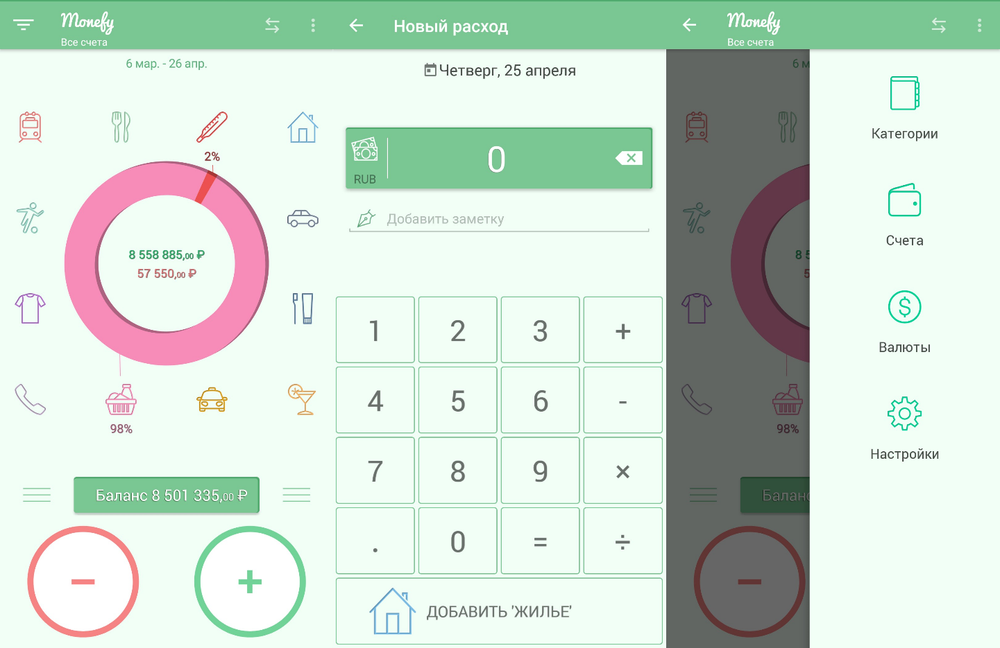 Monefy
Все счета
6 мар. - 26 апр.
2%
8 558 885,00 ₽
57 550,00 ₽
98%
Баланс 8 501 335,00 ₽
Новый расход
Четверг, 25 апреля
RUB
0
Добавить заметку
1 2 3 +
4 5 6 -
7 8 9 ×
. 0 = ÷
ДОБАВИТЬ 'ЖИЛЬЕ'
Monefy
Все счета
6 м
8 5
5
98%
Баланс
Категории
Счета
Валюты
Настройки